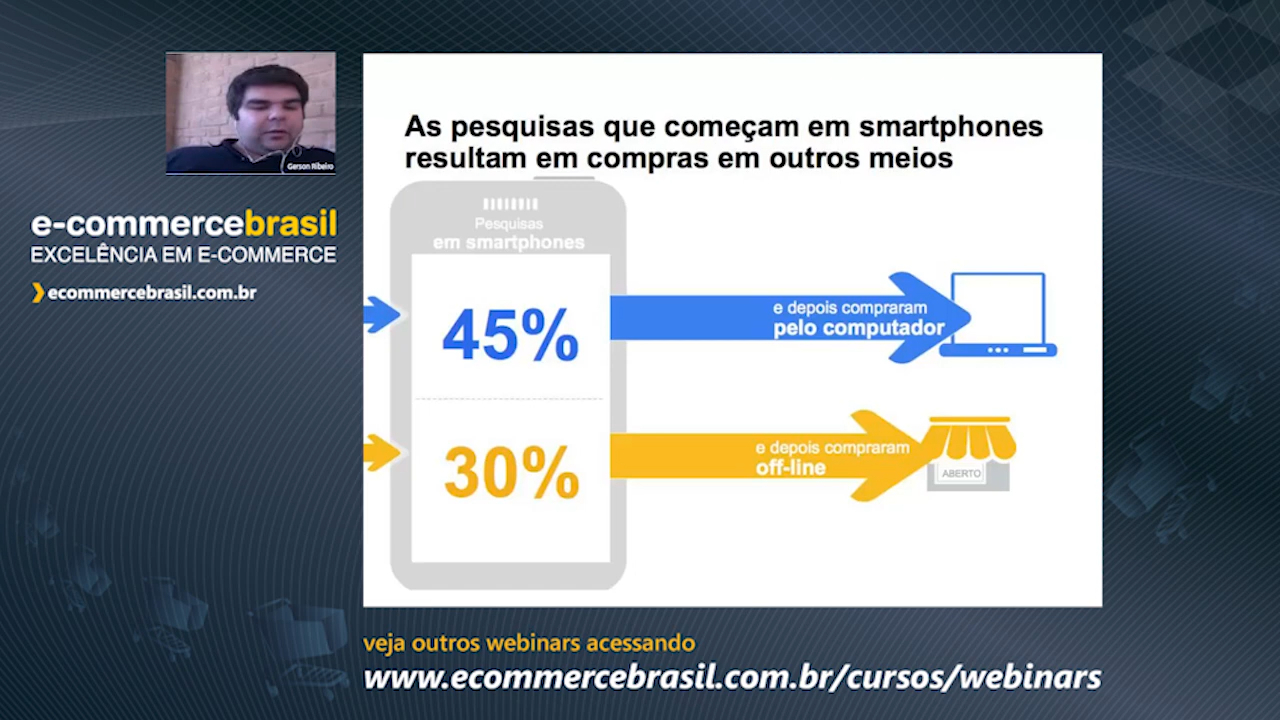 Gerson Ribeiro
e-commercebrasil
EXCELÊNCIA EM E-COMMERCE
ecommercebrasil.com.br
As pesquisas que começam em smartphones
resultam em compras em outros meios
Pesquisas
em smartphones
45%
e depois compraram
pelo computador
30%
e depois compraram
off-line
ABERTO
veja outros webinars acessando
www.ecommercebrasil.com.br/cursos/webinars